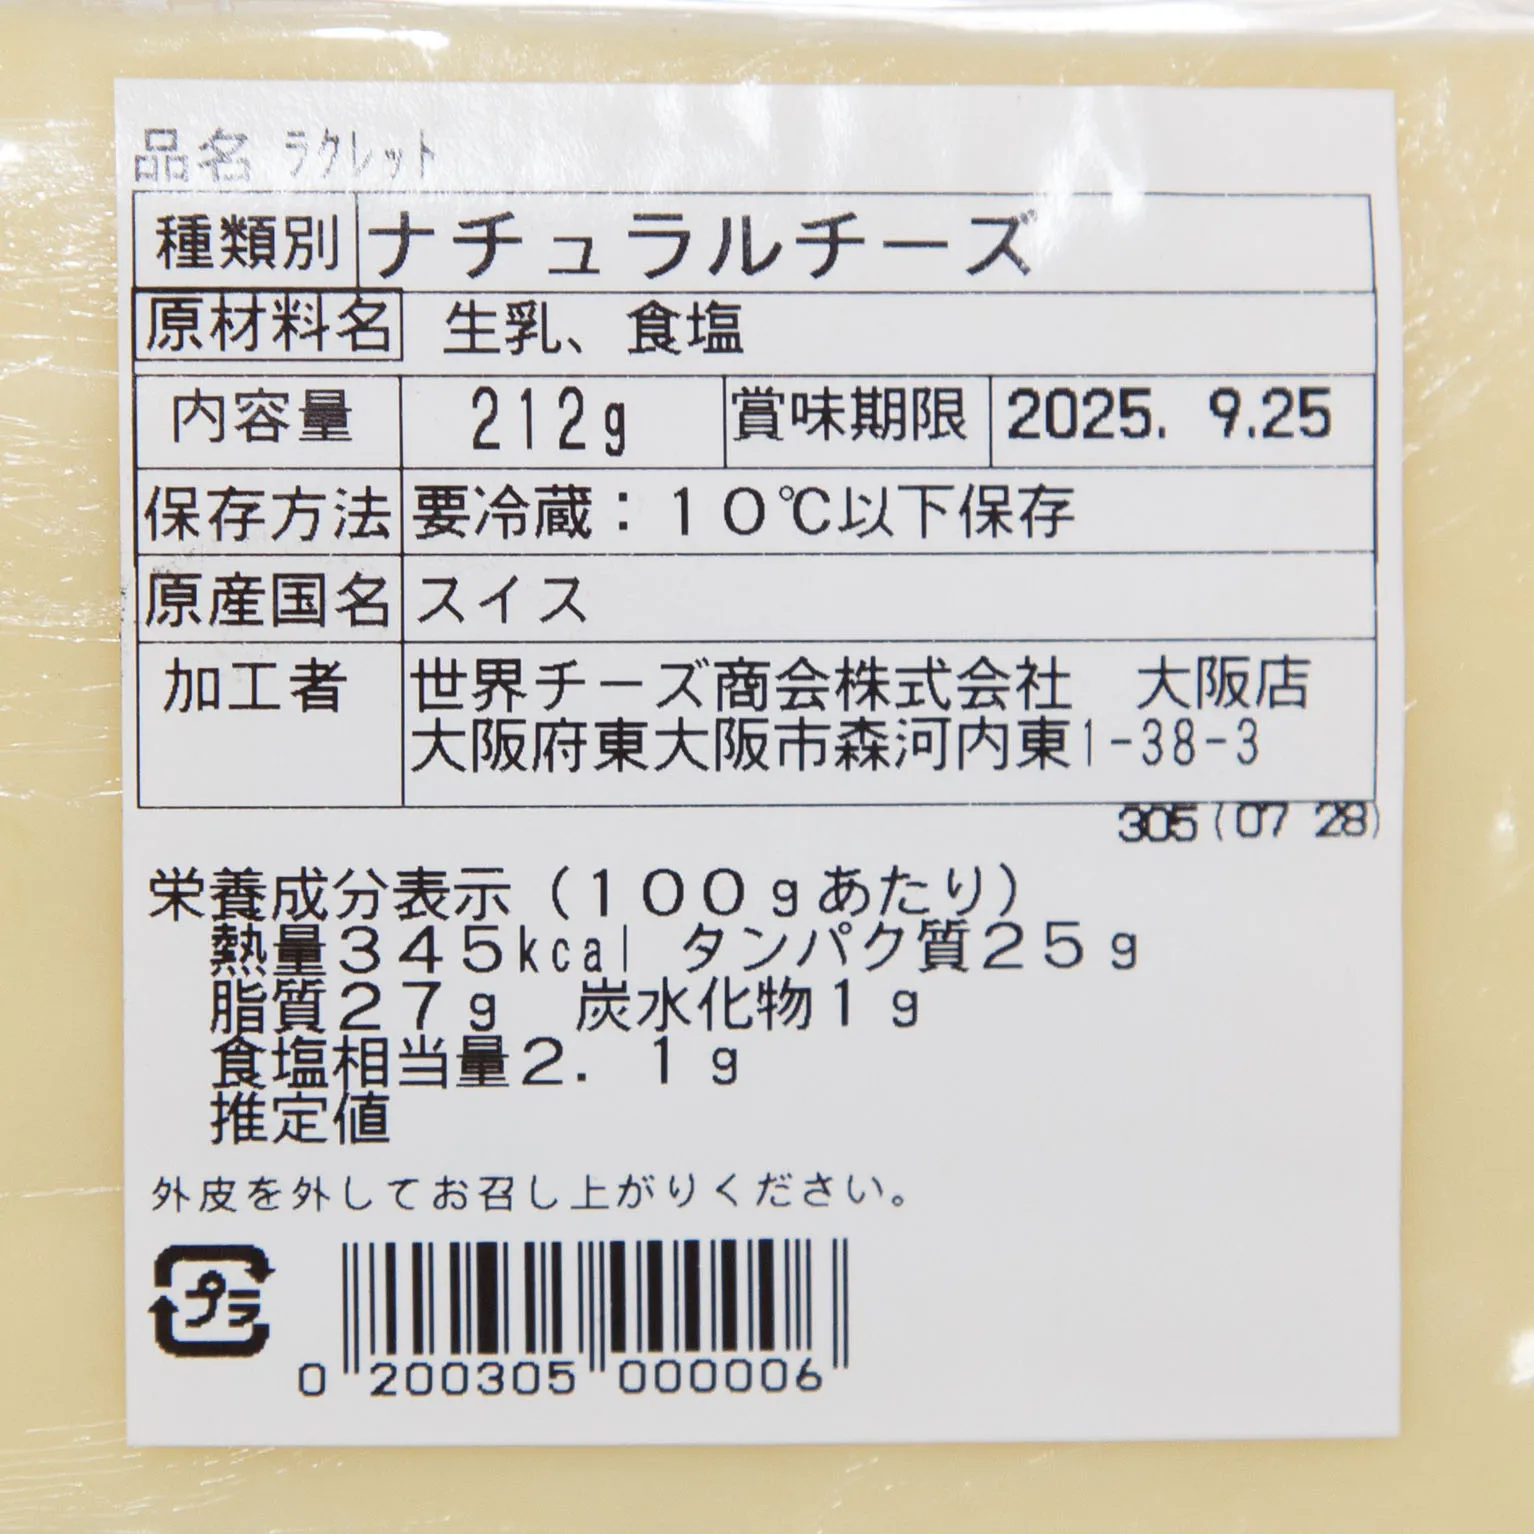 品名 ラクレット
種類別 ナチュラルチーズ
原材料名 生乳、食塩
内容量 212g 賞味期限 2025. 9.25
保存方法 要冷蔵：１０℃以下保存
原産国名 スイス
加工者 世界チーズ商会株式会社　大阪店
大阪府東大阪市森河内東1-38-3
305(07 28)
栄養成分表示（１００ｇあたり）
熱量３４５kcal タンパク質２５ｇ
脂質２７ｇ　炭水化物１ｇ
食塩相当量２．１ｇ
推定値
外皮を外してお召し上がりください。
プラ
0 200305 000006